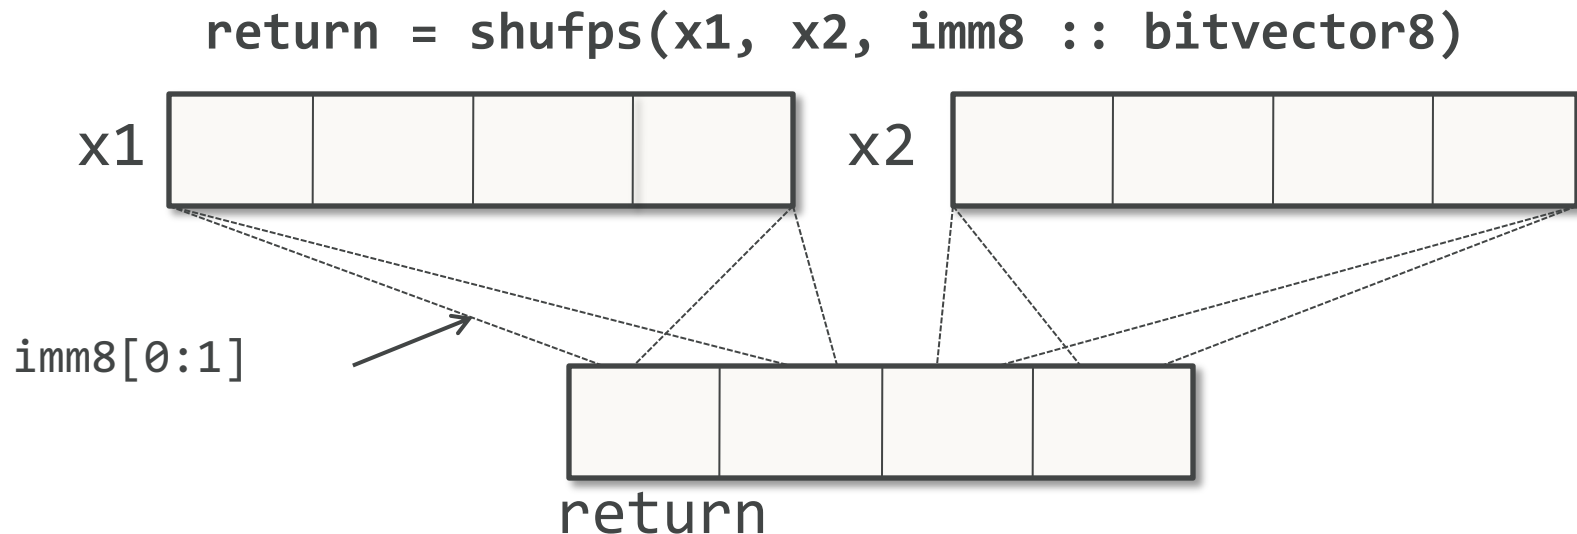 return = shufps(x1, x2, imm8 :: bitvector8)
x1
x2
imm8[0:1]
return